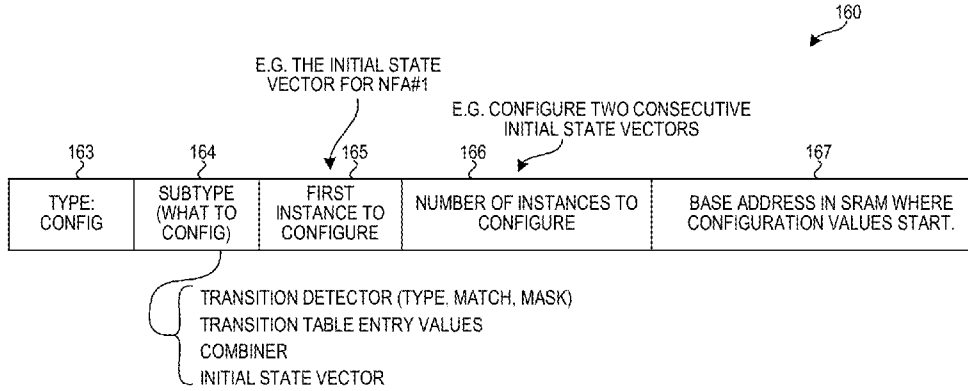 160
E.G. THE INITIAL STATE
VECTOR FOR NFA#1
E.G. CONFIGURE TWO CONSECUTIVE
INITIAL STATE VECTORS
163
164
165
166
167
TYPE:
CONFIG
SUBTYPE
(WHAT TO
CONFIG)
FIRST
INSTANCE TO
CONFIGURE
NUMBER OF INSTANCES TO
CONFIGURE
BASE ADDRESS IN SRAM WHERE
CONFIGURATION VALUES START.
TRANSITION DETECTOR (TYPE, MATCH, MASK)
TRANSITION TABLE ENTRY VALUES
COMBINER
INITIAL STATE VECTOR